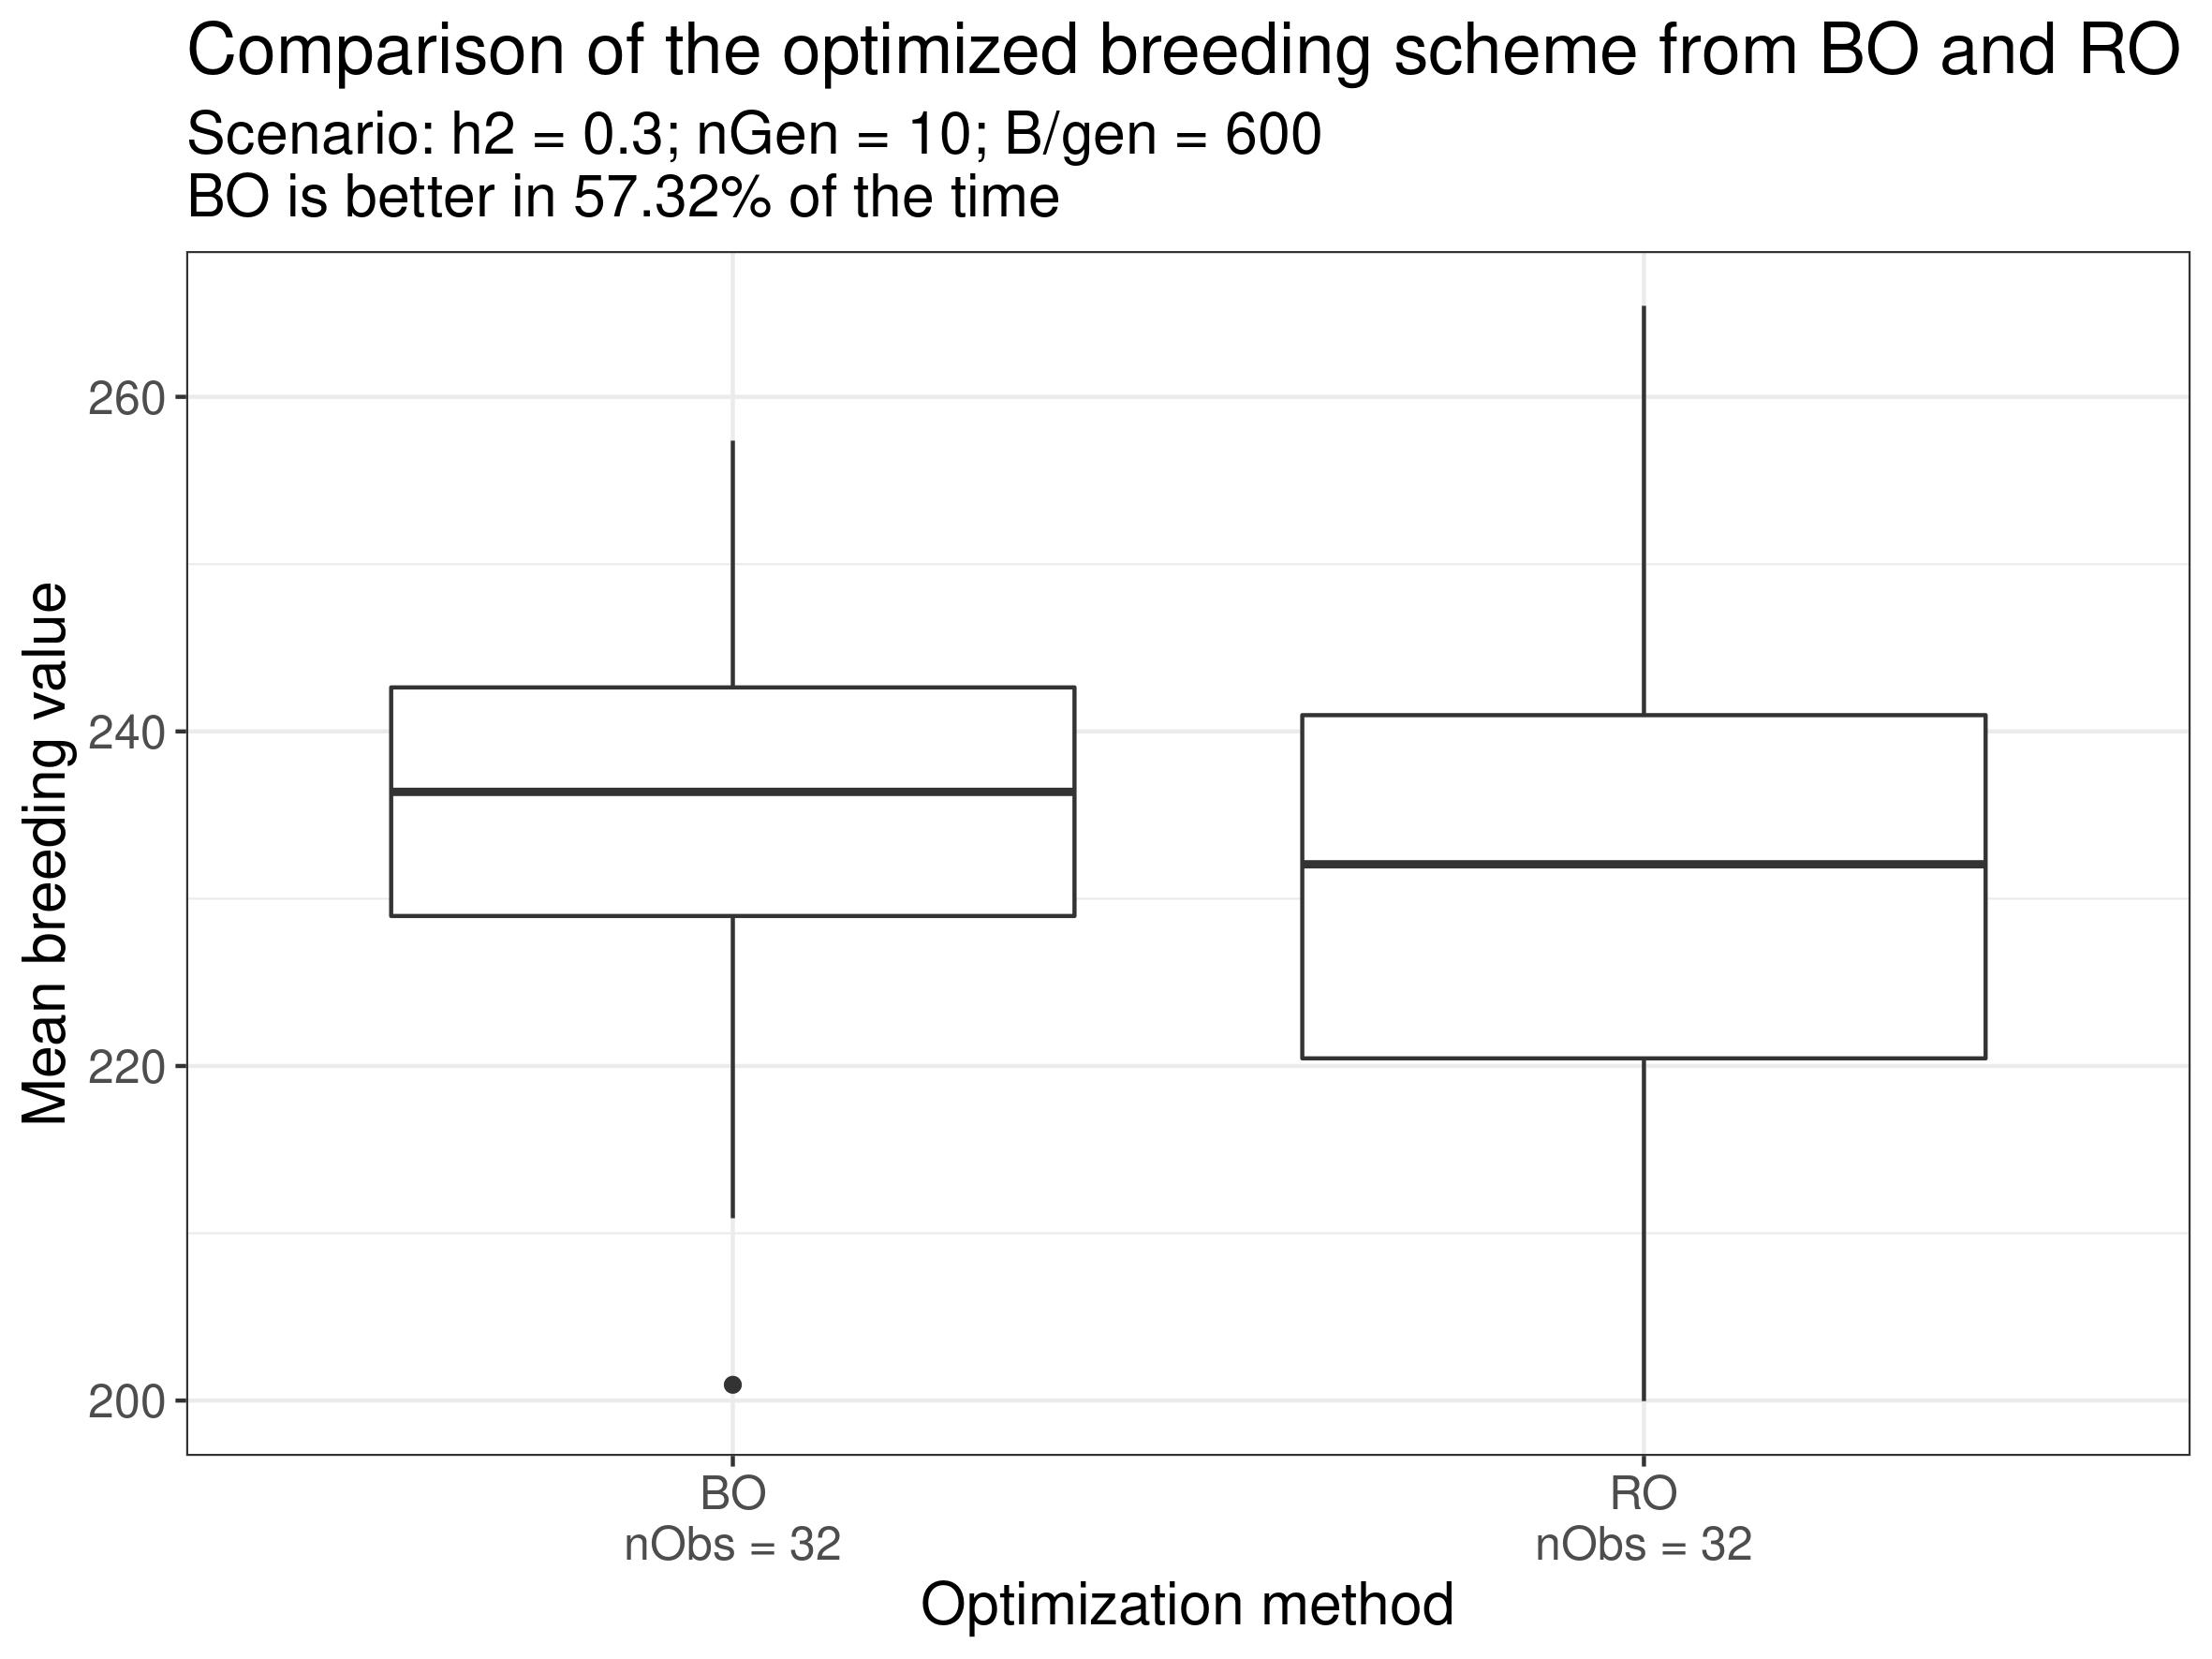 Comparison of the optimized breeding scheme from BO and RO
Scenario: h2 = 0.3; nGen = 10; B/gen = 600
BO is better in 57.32% of the time
Mean breeding value
260
240
220
200
BO
nObs = 32
RO
nObs = 32
Optimization method